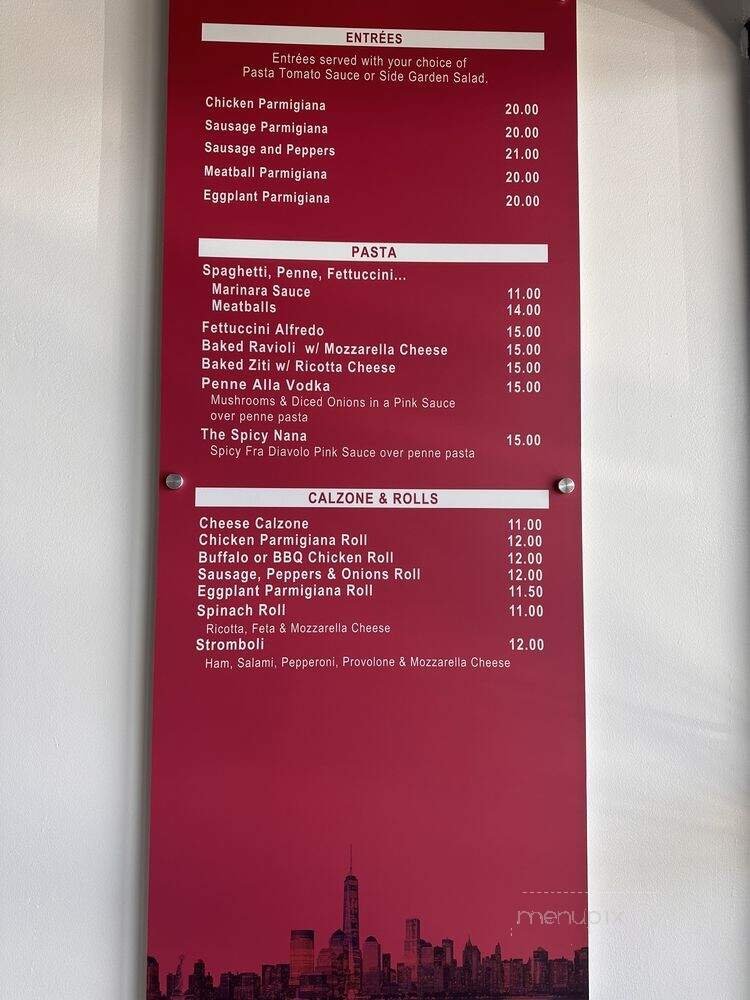 ENTRÉES
Entrées served with your choice of
Pasta Tomato Sauce or Side Garden Salad.
Chicken Parmigiana 20.00
Sausage Parmigiana 20.00
Sausage and Peppers 21.00
Meatball Parmigiana 20.00
Eggplant Parmigiana 20.00
PASTA
Spaghetti, Penne, Fettuccini...
Marinara Sauce 11.00
Meatballs 14.00
Fettuccini Alfredo 15.00
Baked Ravioli w/ Mozzarella Cheese 15.00
Baked Ziti w/ Ricotta Cheese 15.00
Penne Alla Vodka 15.00
Mushrooms & Diced Onions in a Pink Sauce
over penne pasta
The Spicy Nana 15.00
Spicy Fra Diavolo Pink Sauce over penne pasta
CALZONE & ROLLS
Cheese Calzone 11.00
Chicken Parmigiana Roll 12.00
Buffalo or BBQ Chicken Roll 12.00
Sausage, Peppers & Onions Roll 12.00
Eggplant Parmigiana Roll 11.50
Spinach Roll 11.00
Ricotta, Feta & Mozzarella Cheese
Stromboli 12.00
Ham, Salami, Pepperoni, Provolone & Mozzarella Cheese
menupix